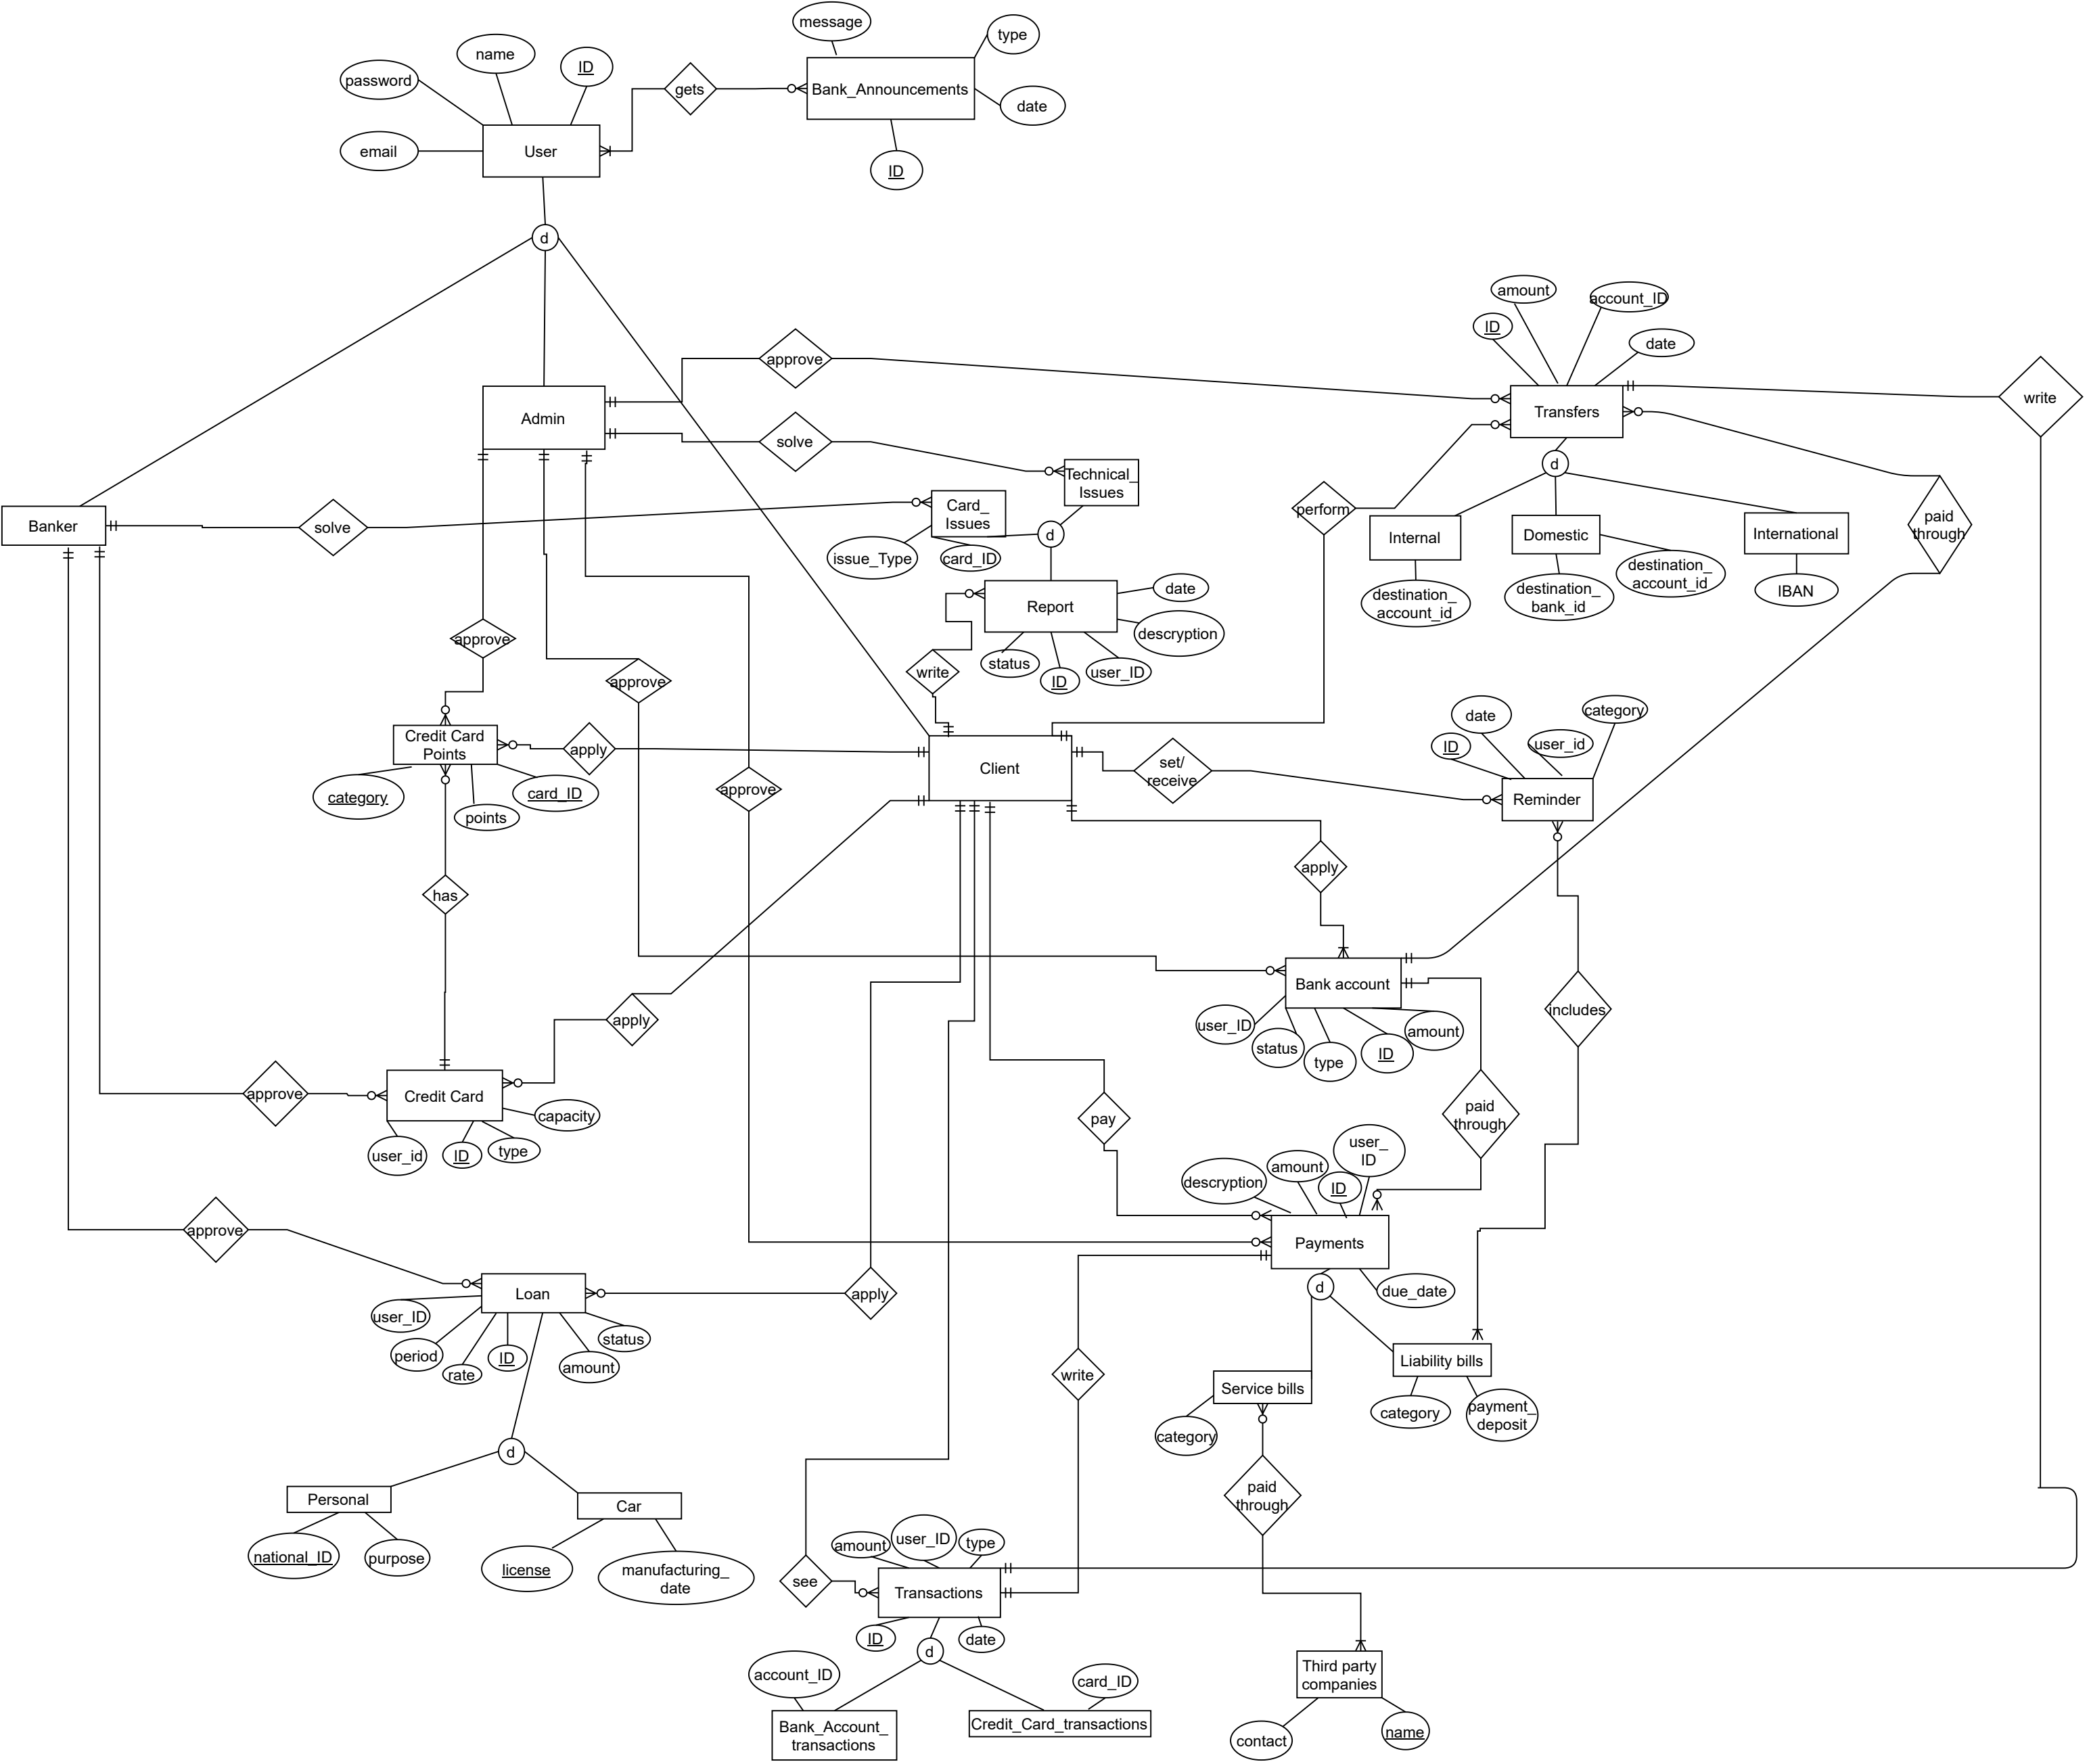 message
type
name
ID
password
gets
Bank_Announcements
date
User
email
ID
d
amount
account_ID
ID
date
approve
write
Transfers
Admin
solve
d
Technical_
Issues
Card_
Issues
perform
paid
through
Banker
solve
d
Internal
Domestic
International
issue_Type
card_ID
destination_
account_id
date
destination_
account_id
destination_
bank_id
IBAN
Report
descryption
approve
write
status
ID
user_ID
approve
date
category
Credit Card
Points
apply
ID
user_id
Client
set/
receive
category
card_ID
approve
Reminder
points
apply
has
Bank account
includes
apply
user_ID
status
type
ID
amount
approve
Credit Card
capacity
pay
paid
through
user_id
ID
type
user_
ID
descryption
amount
ID
approve
Payments
Loan
apply
d
due_date
user_ID
status
period
rate
ID
amount
write
Liability bills
Service bills
category
payment_
deposit
category
d
Personal
Car
paid
through
national_ID
purpose
license
manufacturing_
date
amount
user_ID
type
see
Transactions
ID
date
d
account_ID
card_ID
Third party
companies
Bank_Account_
transactions
Credit_Card_transactions
contact
name